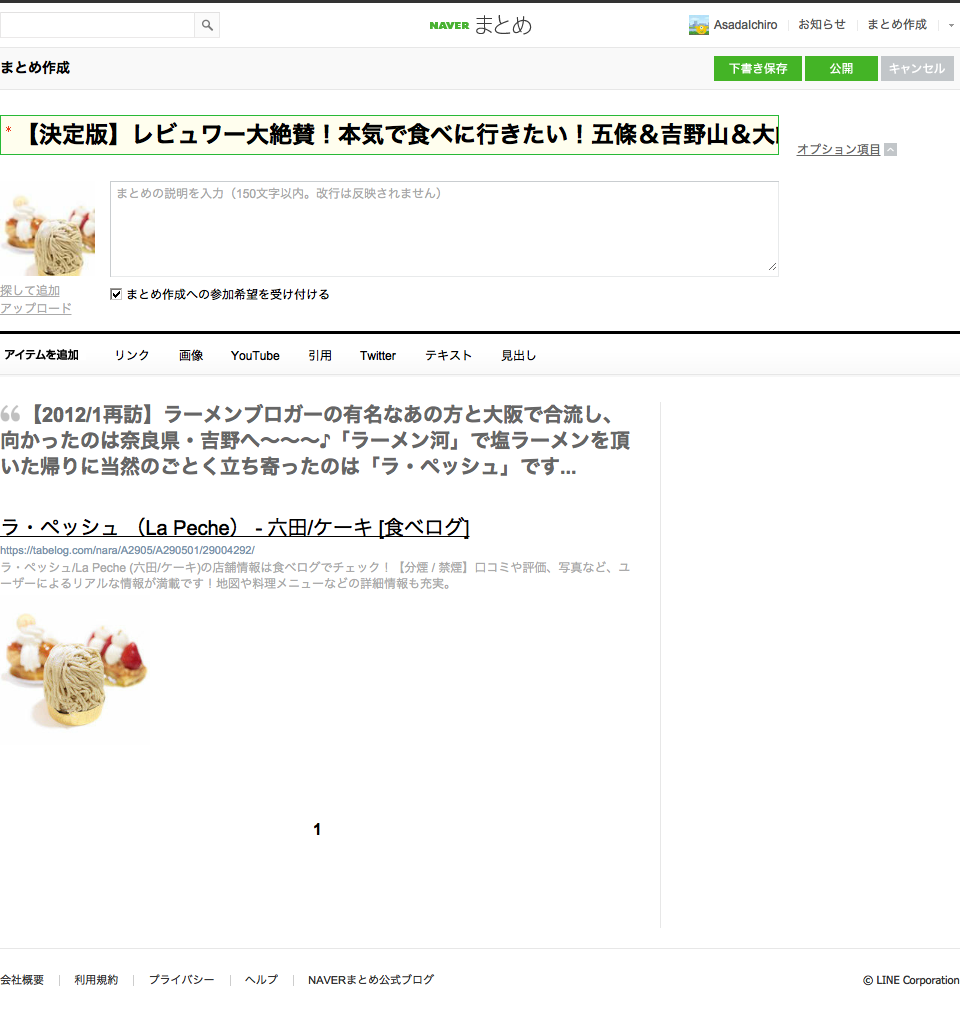 NAVER まとめ
AsadaIchiro お知らせ まとめ作成
まとめ作成
下書き保存 公開 キャンセル
* 【決定版】レビュワー大絶賛！本気で食べに行きたい！五條＆吉野山＆大
オプション項目
まとめの説明を入力（150文字以内。改行は反映されません）
探して追加
アップロード
まとめ作成への参加希望を受け付ける
アイテムを追加 リンク 画像 YouTube 引用 Twitter テキスト 見出し
【2012/1再訪】ラーメンブロガーの有名なあの方と大阪で合流し、
向かったのは奈良県・吉野へ～～～♪「ラーメン河」で塩ラーメンを頂
いた帰りに当然のごとく立ち寄ったのは「ラ・ペッシュ」です...
ラ・ペッシュ （La Peche） - 六田/ケーキ [食べログ]
https://tabelog.com/nara/A2905/A290501/29004292/
ラ・ペッシュ/La Peche (六田/ケーキ)の店舗情報は食べログでチェック！【分煙 / 禁煙】口コミや評価、写真など、ユ
ーザーによるリアルな情報が満載です！地図や料理メニューなどの詳細情報も充実。
1
会社概要 利用規約 プライバシー ヘルプ NAVERまとめ公式ブログ
© LINE Corporation